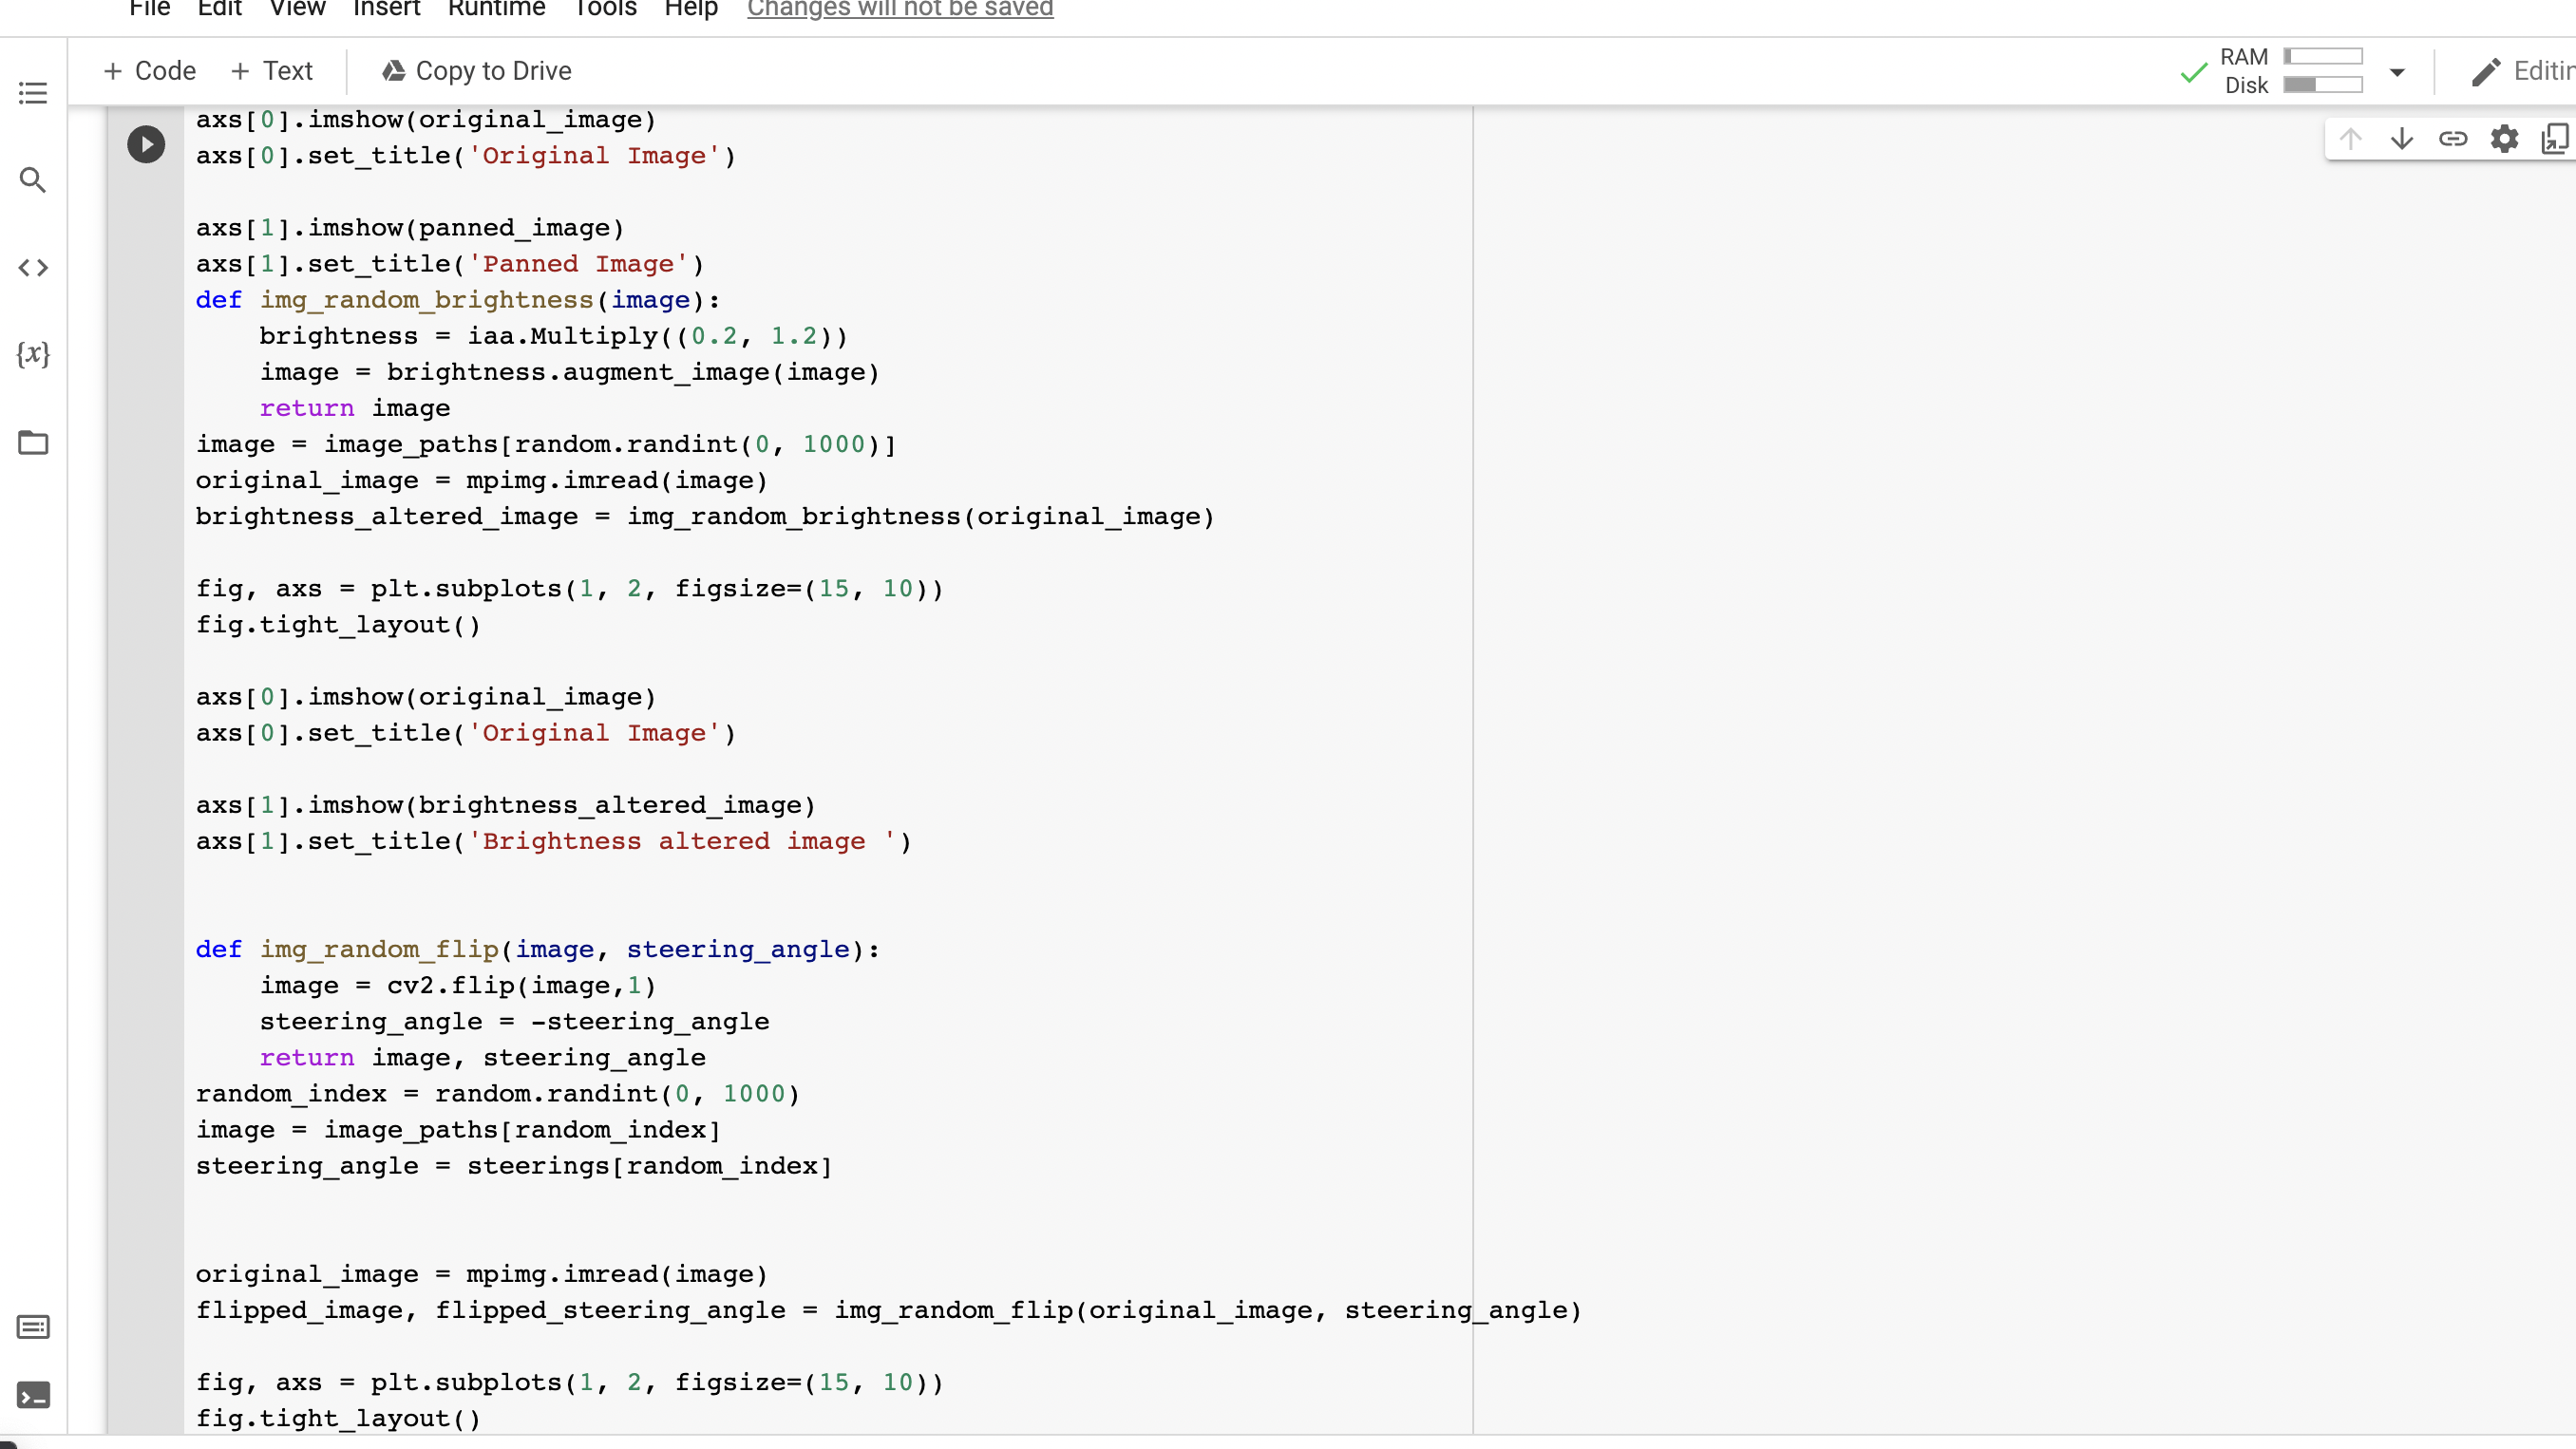 File Edit View Insert Runtime Tools Help Changes will not be saved
+ Code + Text Copy to Drive
RAM
Disk
axs[0].imshow(original_image)
axs[0].set_title('Original Image')
axs[1].imshow(panned_image)
axs[1].set_title('Panned Image')
def img_random_brightness(image):
    brightness = iaa.Multiply((0.2, 1.2))
    image = brightness.augment_image(image)
    return image
image = image_paths[random.randint(0, 1000)]
original_image = mpimg.imread(image)
brightness_altered_image = img_random_brightness(original_image)
fig, axs = plt.subplots(1, 2, figsize=(15, 10))
fig.tight_layout()
axs[0].imshow(original_image)
axs[0].set_title('Original Image')
axs[1].imshow(brightness_altered_image)
axs[1].set_title('Brightness altered image ')
def img_random_flip(image, steering_angle):
    image = cv2.flip(image,1)
    steering_angle = -steering_angle
    return image, steering_angle
random_index = random.randint(0, 1000)
image = image_paths[random_index]
steering_angle = steerings[random_index]
original_image = mpimg.imread(image)
flipped_image, flipped_steering_angle = img_random_flip(original_image, steering_angle)
fig, axs = plt.subplots(1, 2, figsize=(15, 10))
fig.tight_layout()